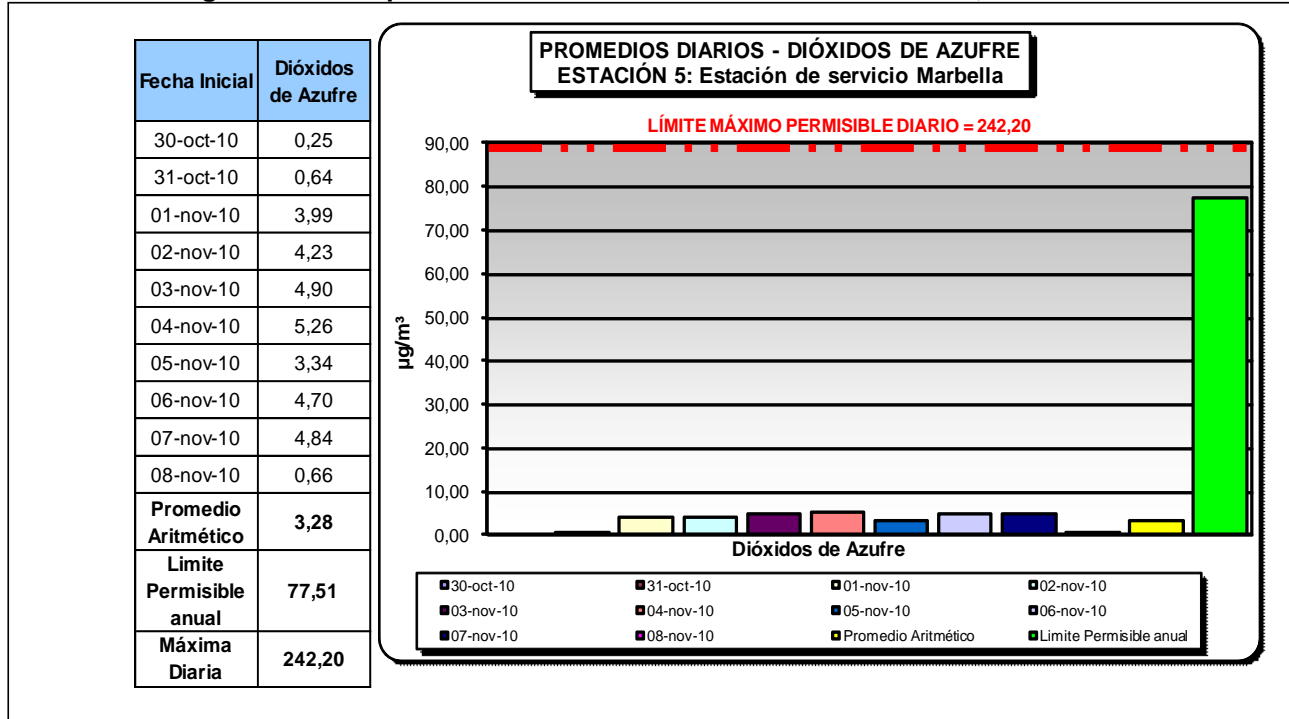 Fecha Inicial Dióxidos de Azufre
30-oct-10 0,25
31-oct-10 0,64
01-nov-10 3,99
02-nov-10 4,23
03-nov-10 4,90
04-nov-10 5,26
05-nov-10 3,34
06-nov-10 4,70
07-nov-10 4,84
08-nov-10 0,66
Promedio Aritmético 3,28
Limite Permisible anual 77,51
Máxima Diaria 242,20
PROMEDIOS DIARIOS - DIÓXIDOS DE AZUFRE
ESTACIÓN 5: Estación de servicio Marbella
LÍMITE MÁXIMO PERMISIBLE DIARIO = 242,20
90,00
80,00
70,00
60,00
50,00
40,00
30,00
20,00
10,00
0,00
µg/m³
Dióxidos de Azufre
30-oct-10 31-oct-10 01-nov-10 02-nov-10
03-nov-10 04-nov-10 05-nov-10 06-nov-10
07-nov-10 08-nov-10 Promedio Aritmético Limite Permisible anual